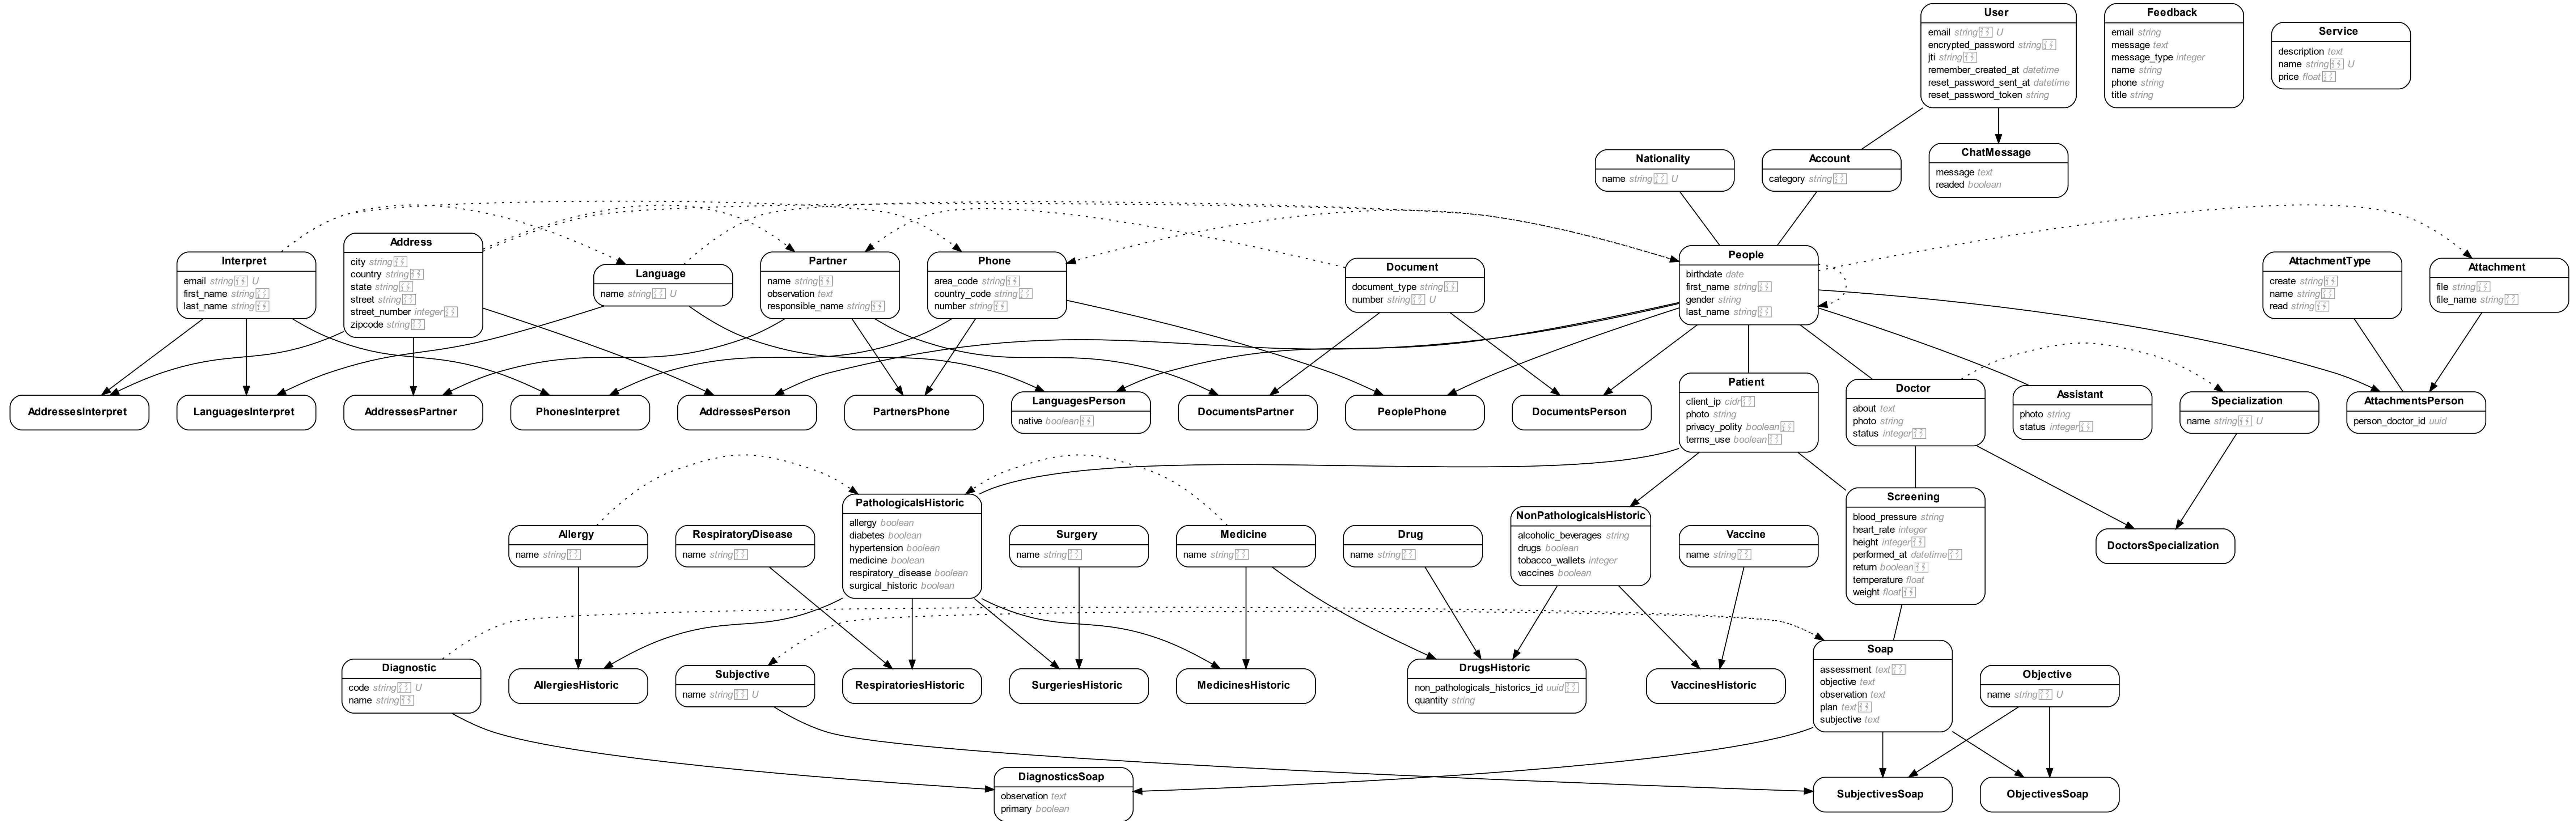 User
email string U
encrypted_password string
jti string
remember_created_at datetime
reset_password_sent_at datetime
reset_password_token string
Feedback
email string
message text
message_type integer
name string
phone string
title string
Service
description text
name string U
price float
Nationality
name string U
Account
category string
ChatMessage
message text
readed boolean
Interpret
email string U
first_name string
last_name string
Address
city string
country string
state string
street string
street_number integer
zipcode string
Language
name string U
Partner
name string
observation text
responsible_name string
Phone
area_code string
country_code string
number string
Document
document_type string
number string U
People
birthdate date
first_name string
gender string
last_name string
AttachmentType
create string
name string
read string
Attachment
file string
file_name string
AddressesInterpret
LanguagesInterpret
AddressesPartner
PhonesInterpret
AddressesPerson
PartnersPhone
LanguagesPerson
native boolean
DocumentsPartner
PeoplePhone
DocumentsPerson
Patient
client_ip cidr
photo string
privacy_polity boolean
terms_use boolean
Doctor
about text
photo string
status integer
Assistant
photo string
status integer
Specialization
name string U
AttachmentsPerson
person_doctor_id uuid
Allergy
name string
RespiratoryDisease
name string
PathologicalsHistoric
allergy boolean
diabetes boolean
hypertension boolean
medicine boolean
respiratory_disease boolean
surgical_historic boolean
Surgery
name string
Medicine
name string
Drug
name string
NonPathologicalsHistoric
alcoholic_beverages string
drugs boolean
tobacco_wallets integer
vaccines boolean
Vaccine
name string
Screening
blood_pressure string
heart_rate integer
height integer
performed_at datetime
return boolean
temperature float
weight float
DoctorsSpecialization
Diagnostic
code string U
name string
AllergiesHistoric
Subjective
name string U
RespiratoriesHistoric
SurgeriesHistoric
MedicinesHistoric
DrugsHistoric
non_pathologicals_historics_id uuid
quantity string
VaccinesHistoric
Soap
assessment text
objective text
observation text
plan text
subjective text
Objective
name string U
DiagnosticsSoap
observation text
primary boolean
SubjectivesSoap
ObjectivesSoap